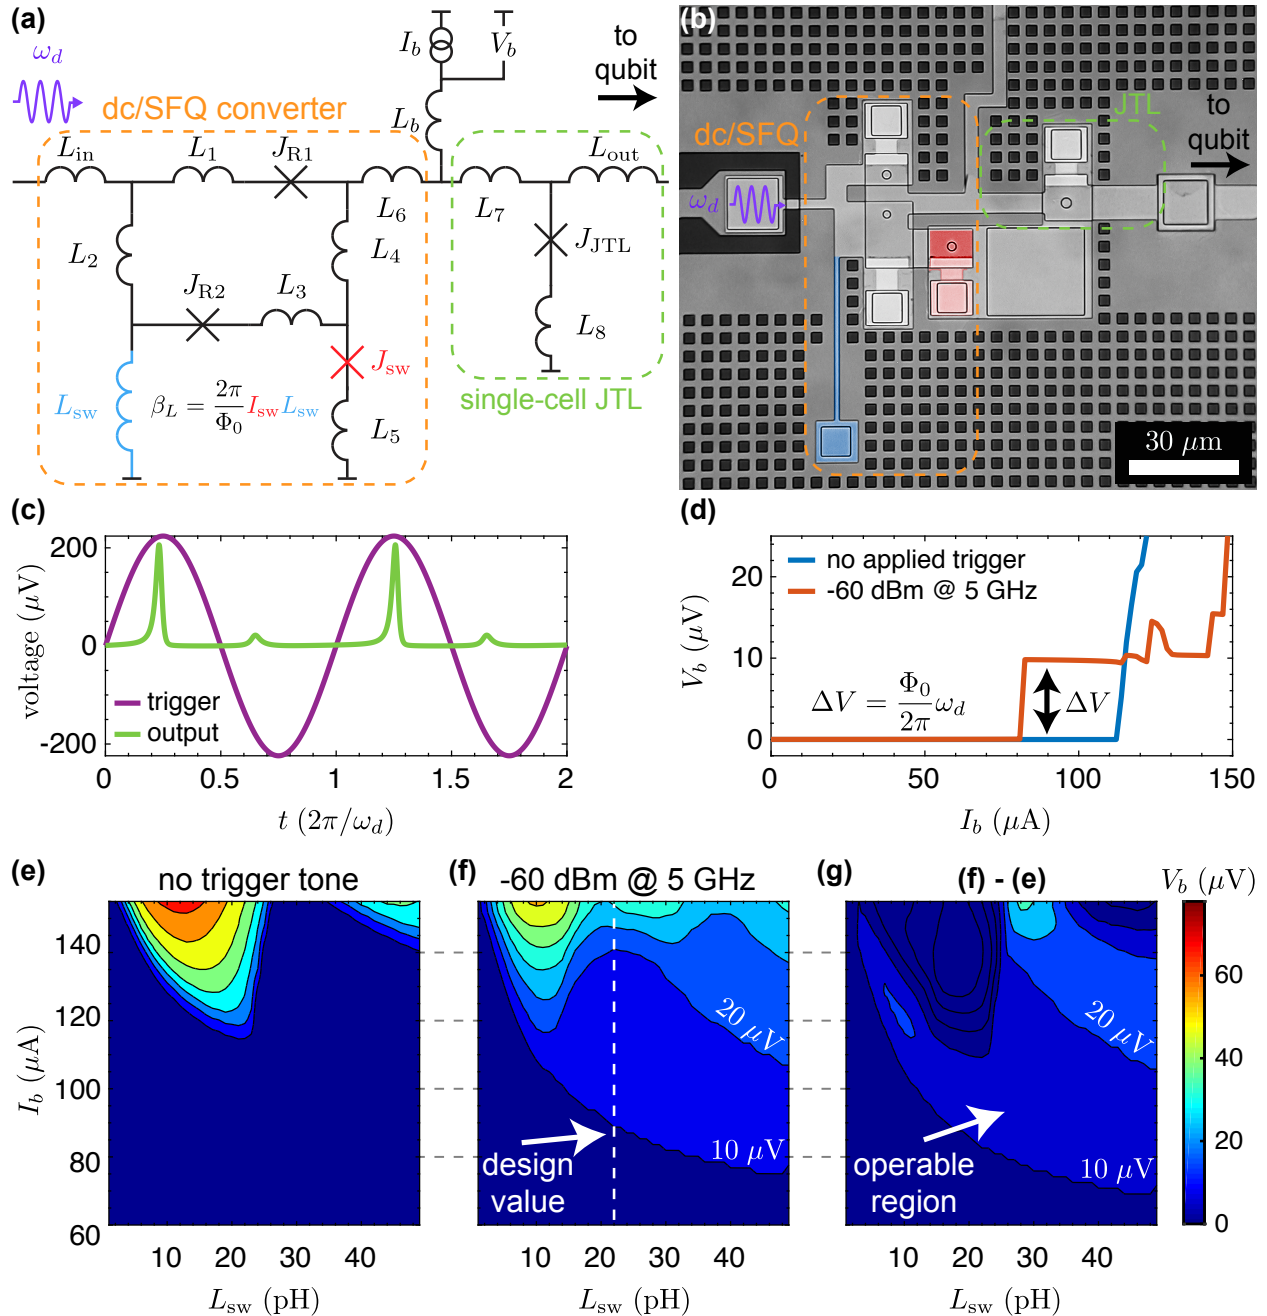 (a)
ω_d
dc/SFQ converter
I_b
V_b
L_b
to
qubit
L_in
L_1
J_R1
L_6
L_7
L_out
L_2
L_4
J_JTL
J_R2
L_3
L_8
J_sw
L_sw
β_L = 2π/Φ_0 I_sw L_sw
L_5
single-cell JTL
(b)
dc/SFQ
JTL
to
qubit
ω_d
30 μm
(c)
200
0
-200
voltage (μV)
trigger
output
0
0.5
1
1.5
2
t (2π/ω_d)
(d)
20
10
0
V_b (μV)
no applied trigger
-60 dBm @ 5 GHz
ΔV = Φ_0/2π ω_d
ΔV
0
50
100
150
I_b (μA)
(e)
no trigger tone
140
120
100
80
60
I_b (μA)
10
20
30
40
L_sw (pH)
(f)
-60 dBm @ 5 GHz
20 μV
10 μV
design
value
10
20
30
40
L_sw (pH)
(g)
(f) - (e)
20 μV
10 μV
operable
region
10
20
30
40
L_sw (pH)
V_b (μV)
60
40
20
0